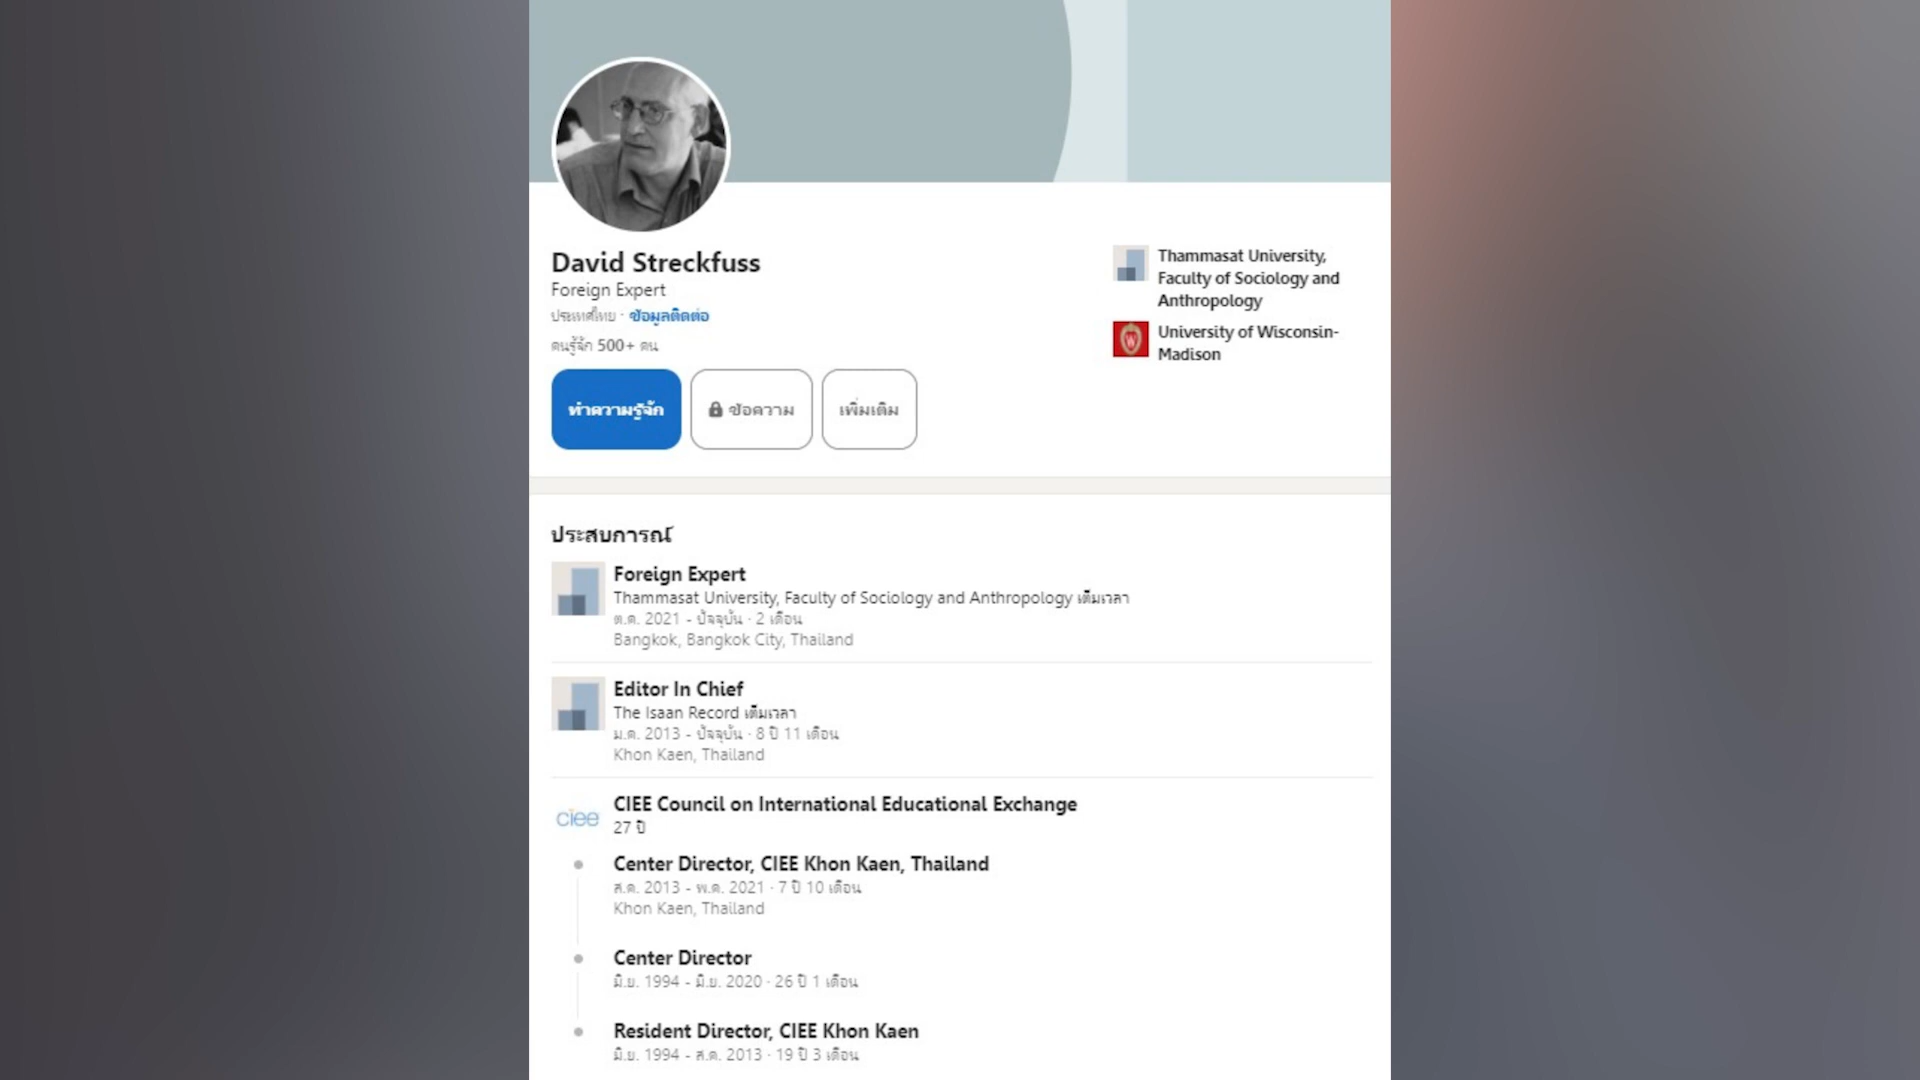 David Streckfuss
Foreign Expert
ประเทศไทย · ข้อมูลติดต่อ
คนรู้จัก 500+ คน
ทำความรู้จัก
ข้อความ
เพิ่มเติม
Thammasat University,
Faculty of Sociology and
Anthropology
W
University of Wisconsin-
Madison
ประสบการณ์
Foreign Expert
Thammasat University, Faculty of Sociology and Anthropology เต็มเวลา
ต.ค. 2021 - ปัจจุบัน · 2 เดือน
Bangkok, Bangkok City, Thailand
Editor In Chief
The Isaan Record เต็มเวลา
ม.ค. 2013 - ปัจจุบัน · 8 ปี 11 เดือน
Khon Kaen, Thailand
ciee
CIEE Council on International Educational Exchange
27 ปี
Center Director, CIEE Khon Kaen, Thailand
ส.ค. 2013 - พ.ค. 2021 · 7 ปี 10 เดือน
Khon Kaen, Thailand
Center Director
มิ.ย. 1994 - มิ.ย. 2020 · 26 ปี 1 เดือน
Resident Director, CIEE Khon Kaen
มิ.ย. 1994 - ส.ค. 2013 · 19 ปี 3 เดือน